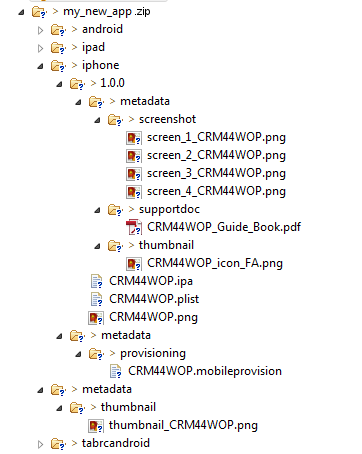 > my_new_app .zip
> android
> ipad
> iphone
> 1.0.0
> metadata
> screenshot
screen_1_CRM44WOP.png
screen_2_CRM44WOP.png
screen_3_CRM44WOP.png
screen_4_CRM44WOP.png
> supportdoc
CRM44WOP_Guide_Book.pdf
> thumbnail
CRM44WOP_icon_FA.png
CRM44WOP.ipa
CRM44WOP.plist
CRM44WOP.png
> metadata
> provisioning
CRM44WOP.mobileprovision
> metadata
> thumbnail
thumbnail_CRM44WOP.png
> tabrcandroid